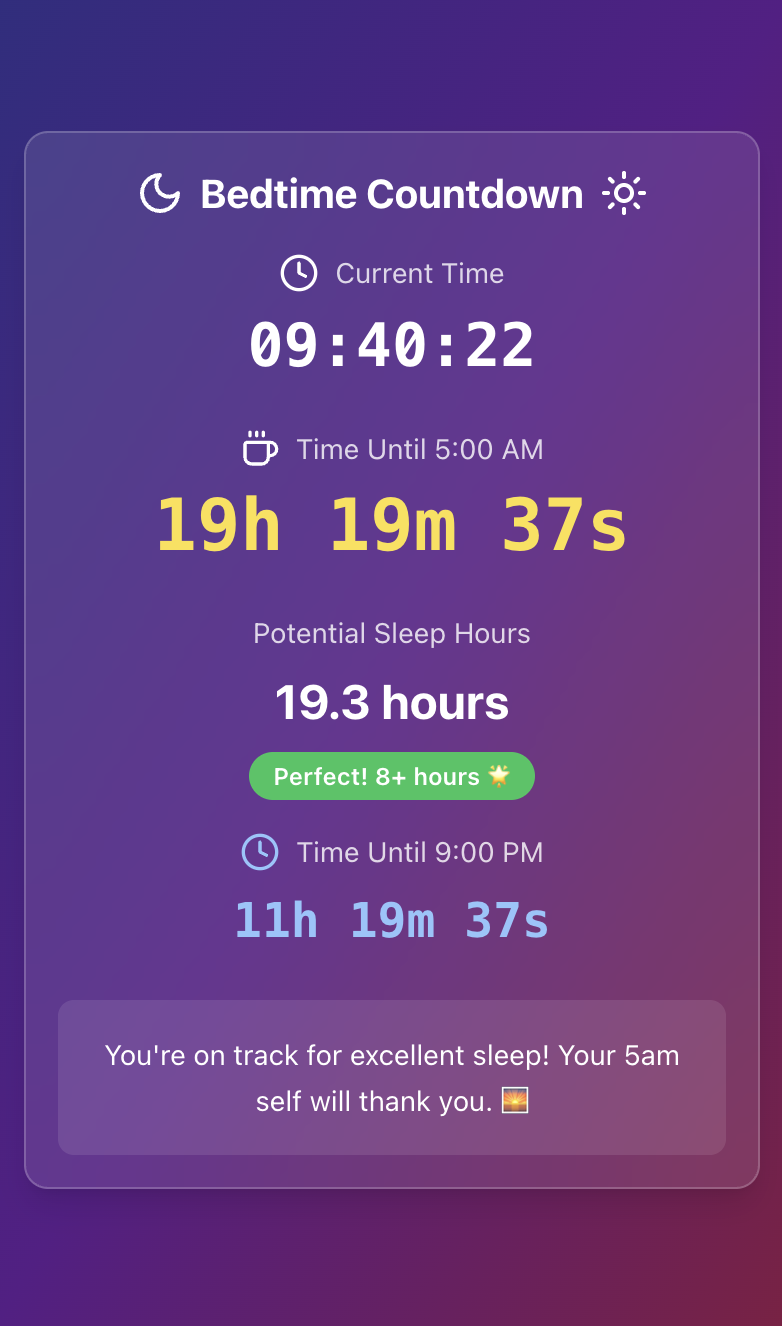 Bedtime Countdown
Current Time
09:40:22
Time Until 5:00 AM
19h 19m 37s
Potential Sleep Hours
19.3 hours
Perfect! 8+ hours 🌟
Time Until 9:00 PM
11h 19m 37s
You're on track for excellent sleep! Your 5am
self will thank you. 🌅